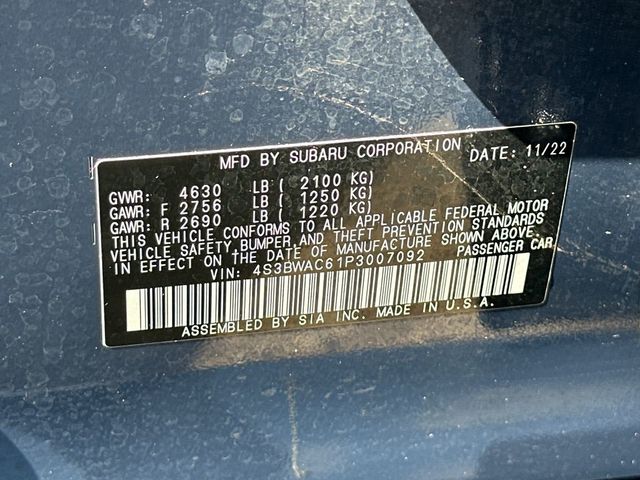 MFD BY SUBARU CORPORATION DATE: 11/22
GVWR: 4630 LB ( 2100 KG)
GAWR: F 2756 LB ( 1250 KG)
GAWR: R 2690 LB ( 1220 KG)
THIS VEHICLE CONFORMS TO ALL APPLICABLE FEDERAL MOTOR
VEHICLE SAFETY, BUMPER AND THEFT PREVENTION STANDARDS
IN EFFECT ON THE DATE OF MANUFACTURE SHOWN ABOVE
VIN: 4S3BWAC61P3007092 PASSENGER CAR
ASSEMBLED BY SIA INC. MADE IN U.S.A.